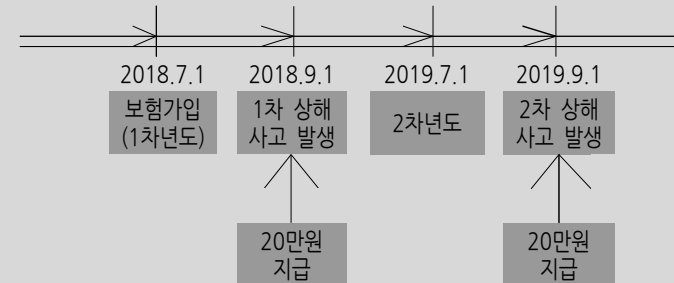 2018.7.1
2018.9.1
2019.7.1
2019.9.1
보험가입
(1차년도)
1차 상해
사고 발생
2차년도
2차 상해
사고 발생
20만원
지급
20만원
지급